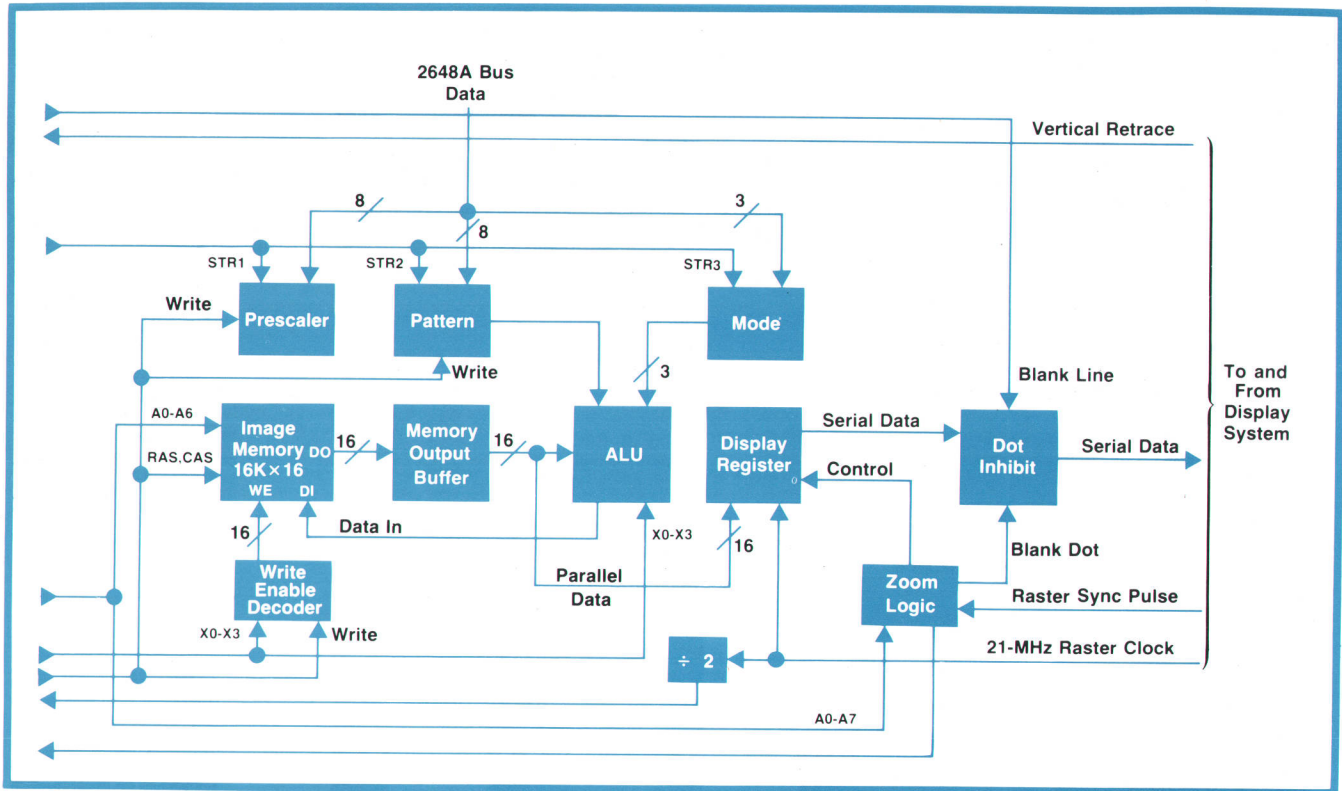 2648A Bus
Data
Vertical Retrace
8
3
8
STR1
STR2
STR3
Write
Prescaler
Pattern
Mode
Write
3
Blank Line
To and
From
Display
System
A0-A6
RAS,CAS
Image
Memory DO
16K × 16
WE DI
16
Memory
Output
Buffer
16
ALU
Display
Register
Serial Data
Control
Dot
Inhibit
Serial Data
16
Data In
X0-X3
16
Blank Dot
Write
Enable
Decoder
Parallel
Data
Zoom
Logic
Raster Sync Pulse
X0-X3
Write
÷ 2
21-MHz Raster Clock
A0-A7